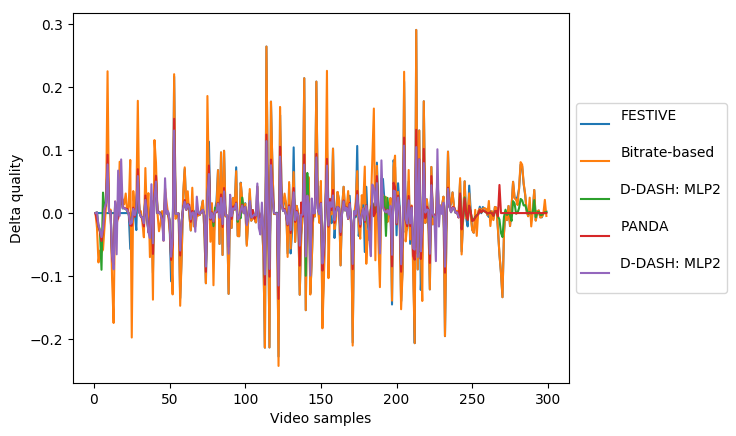 0.3
0.2
0.1
0.0
−0.1
−0.2
Delta quality
0 50 100 150 200 250 300
Video samples
FESTIVE
Bitrate-based
D-DASH: MLP2
PANDA
D-DASH: MLP2